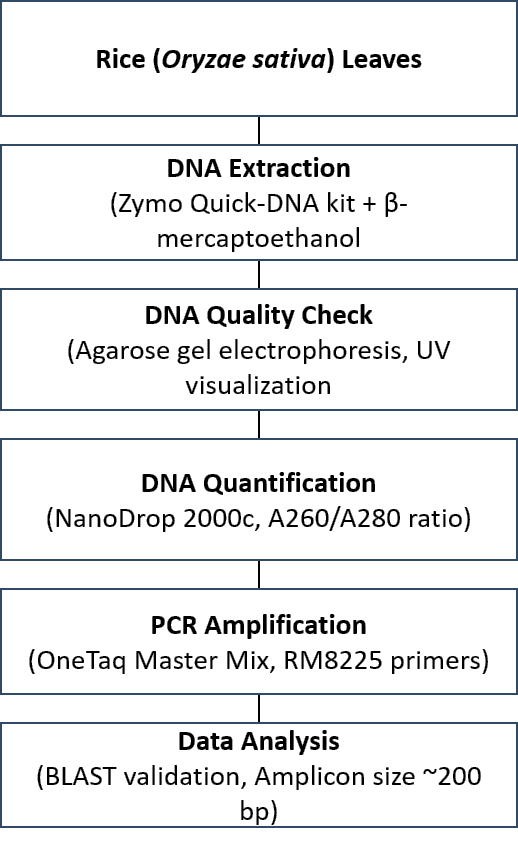 Rice (Oryzae sativa) Leaves
DNA Extraction
(Zymo Quick-DNA kit + β-
mercaptoethanol
DNA Quality Check
(Agarose gel electrophoresis, UV
visualization
DNA Quantification
(NanoDrop 2000c, A260/A280 ratio)
PCR Amplification
(OneTaq Master Mix, RM8225 primers)
Data Analysis
(BLAST validation, Amplicon size ~200
bp)